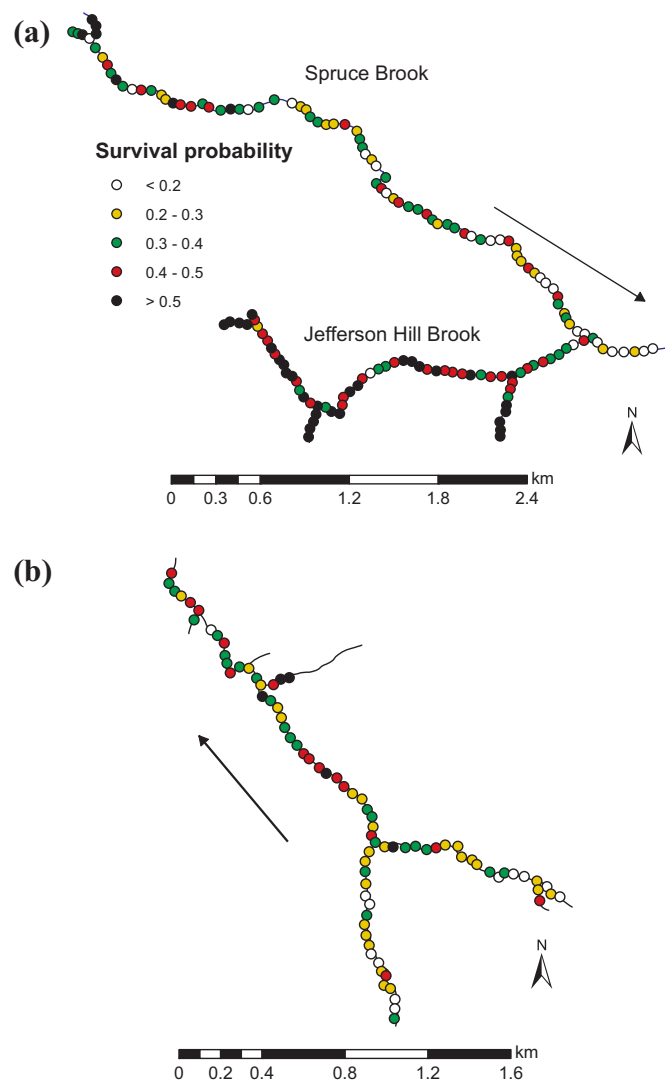 (a)
Spruce Brook
Survival probability
< 0.2
0.2 - 0.3
0.3 - 0.4
0.4 - 0.5
> 0.5
Jefferson Hill Brook
N
km
0 0.3 0.6 1.2 1.8 2.4
(b)
N
km
0 0.2 0.4 0.8 1.2 1.6